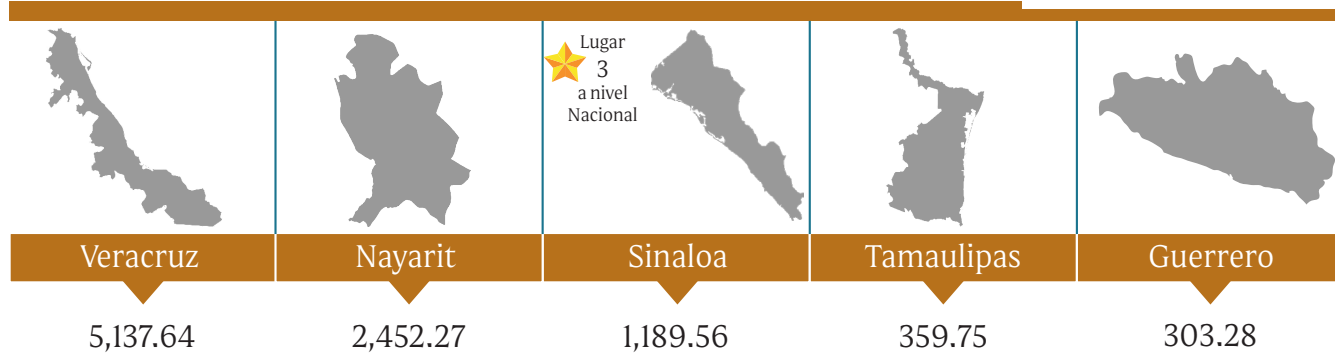 Lugar
3
a nivel
Nacional
Veracruz
Nayarit
Sinaloa
Tamaulipas
Guerrero
5,137.64
2,452.27
1,189.56
359.75
303.28